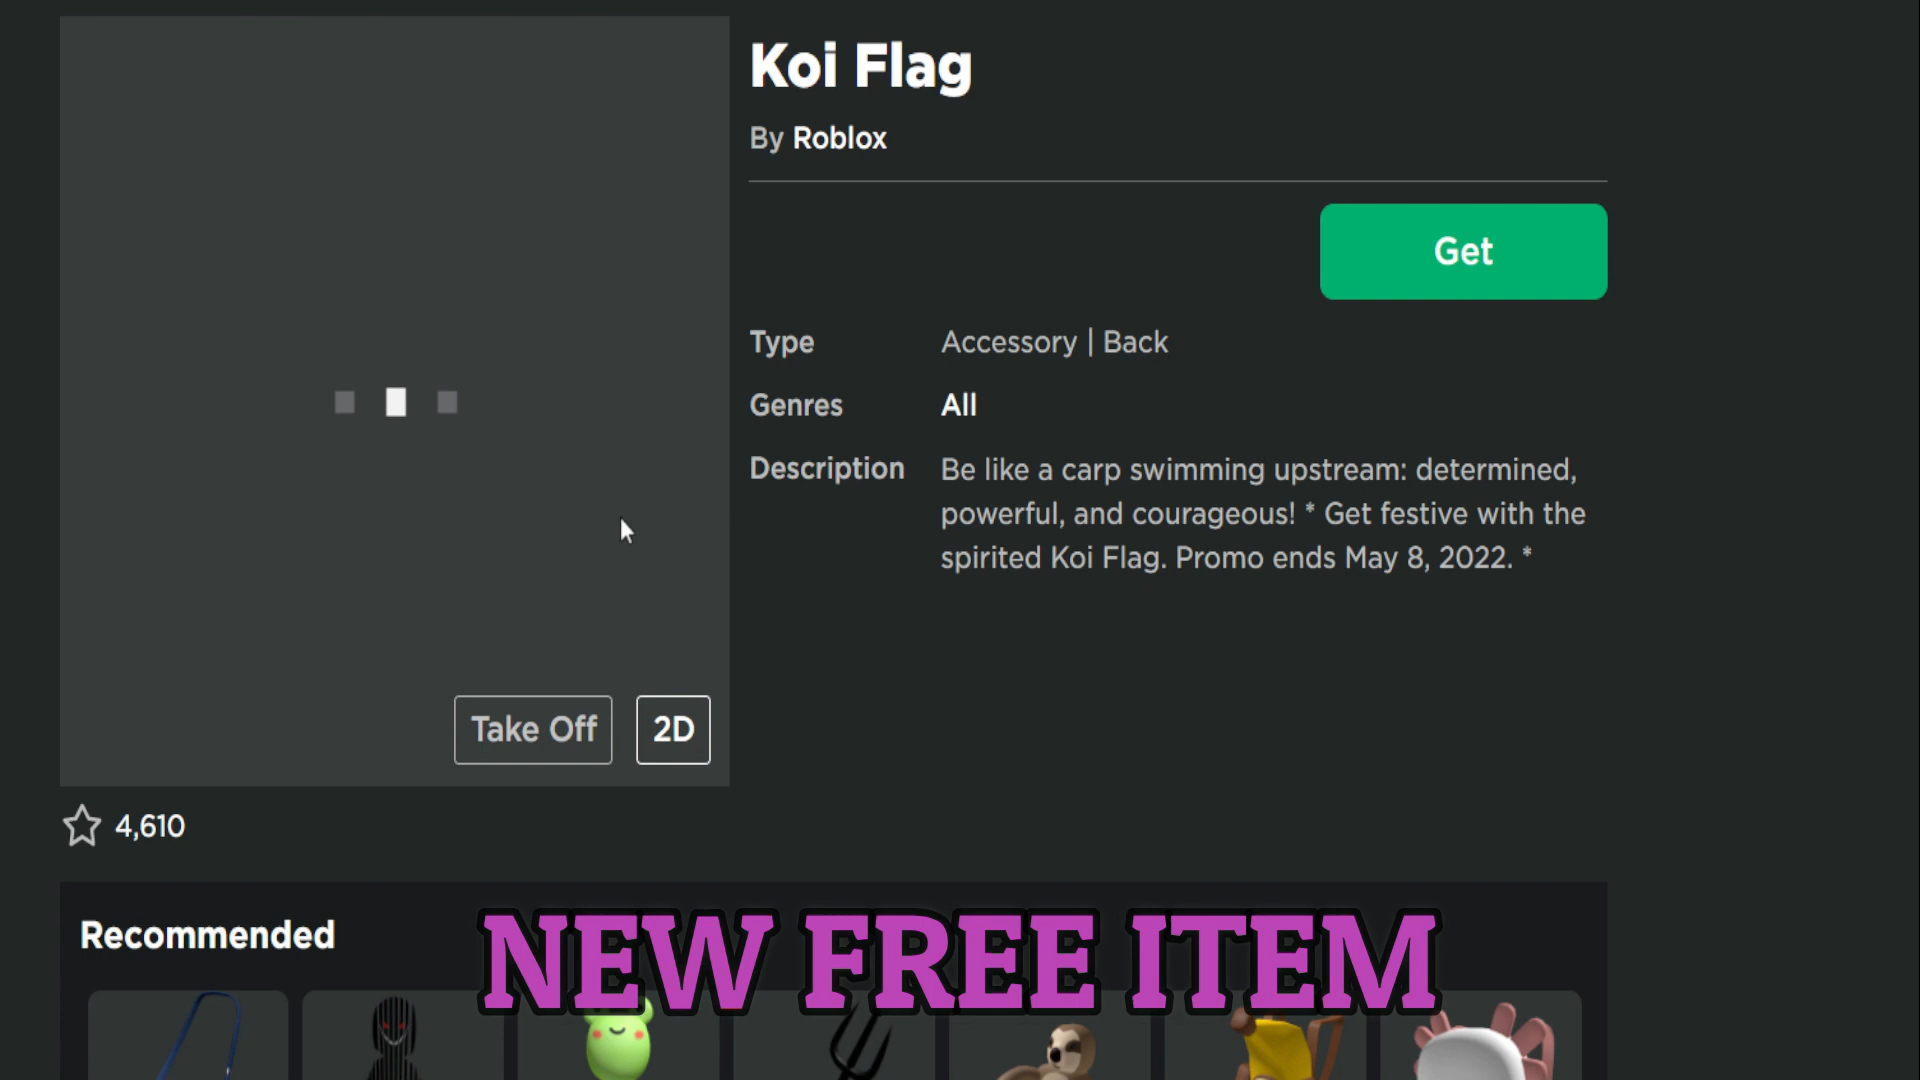 Koi Flag
By Roblox
Get
Type Accessory | Back
Genres All
Description Be like a carp swimming upstream: determined,
powerful, and courageous! * Get festive with the
spirited Koi Flag. Promo ends May 8, 2022. *
Take Off 2D
4,610
Recommended
NEW FREE ITEM